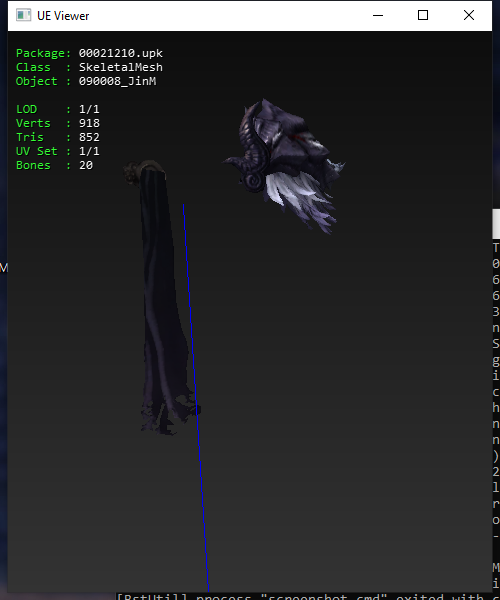 UE Viewer
Package: 00021210.upk
Class : SkeletalMesh
Object : 090008_JinM
LOD : 1/1
Verts : 918
Tris : 852
UV Set : 1/1
Bones : 20
M
T
0
6
6
3
n
S
g
i
c
h
n
n
)
2
l
r
o
-
M
i
[BstUtil] process "screenshot.cmd" exited with c